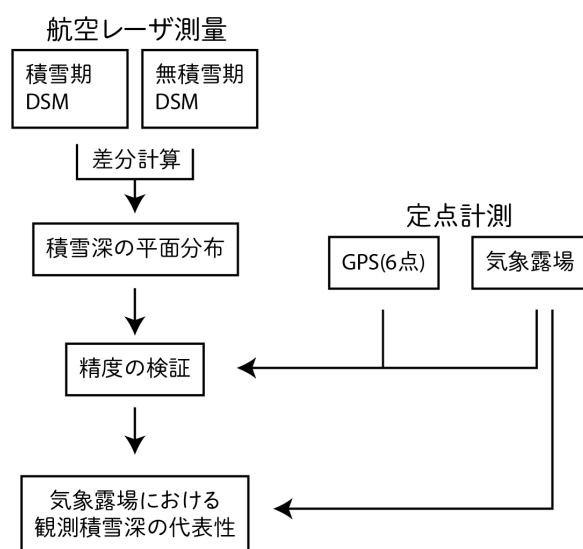 航空レーザ測量
積雪期
DSM
無積雪期
DSM
差分計算
積雪深の平面分布
定点計測
GPS(6点)
気象露場
精度の検証
気象露場における
観測積雪深の代表性